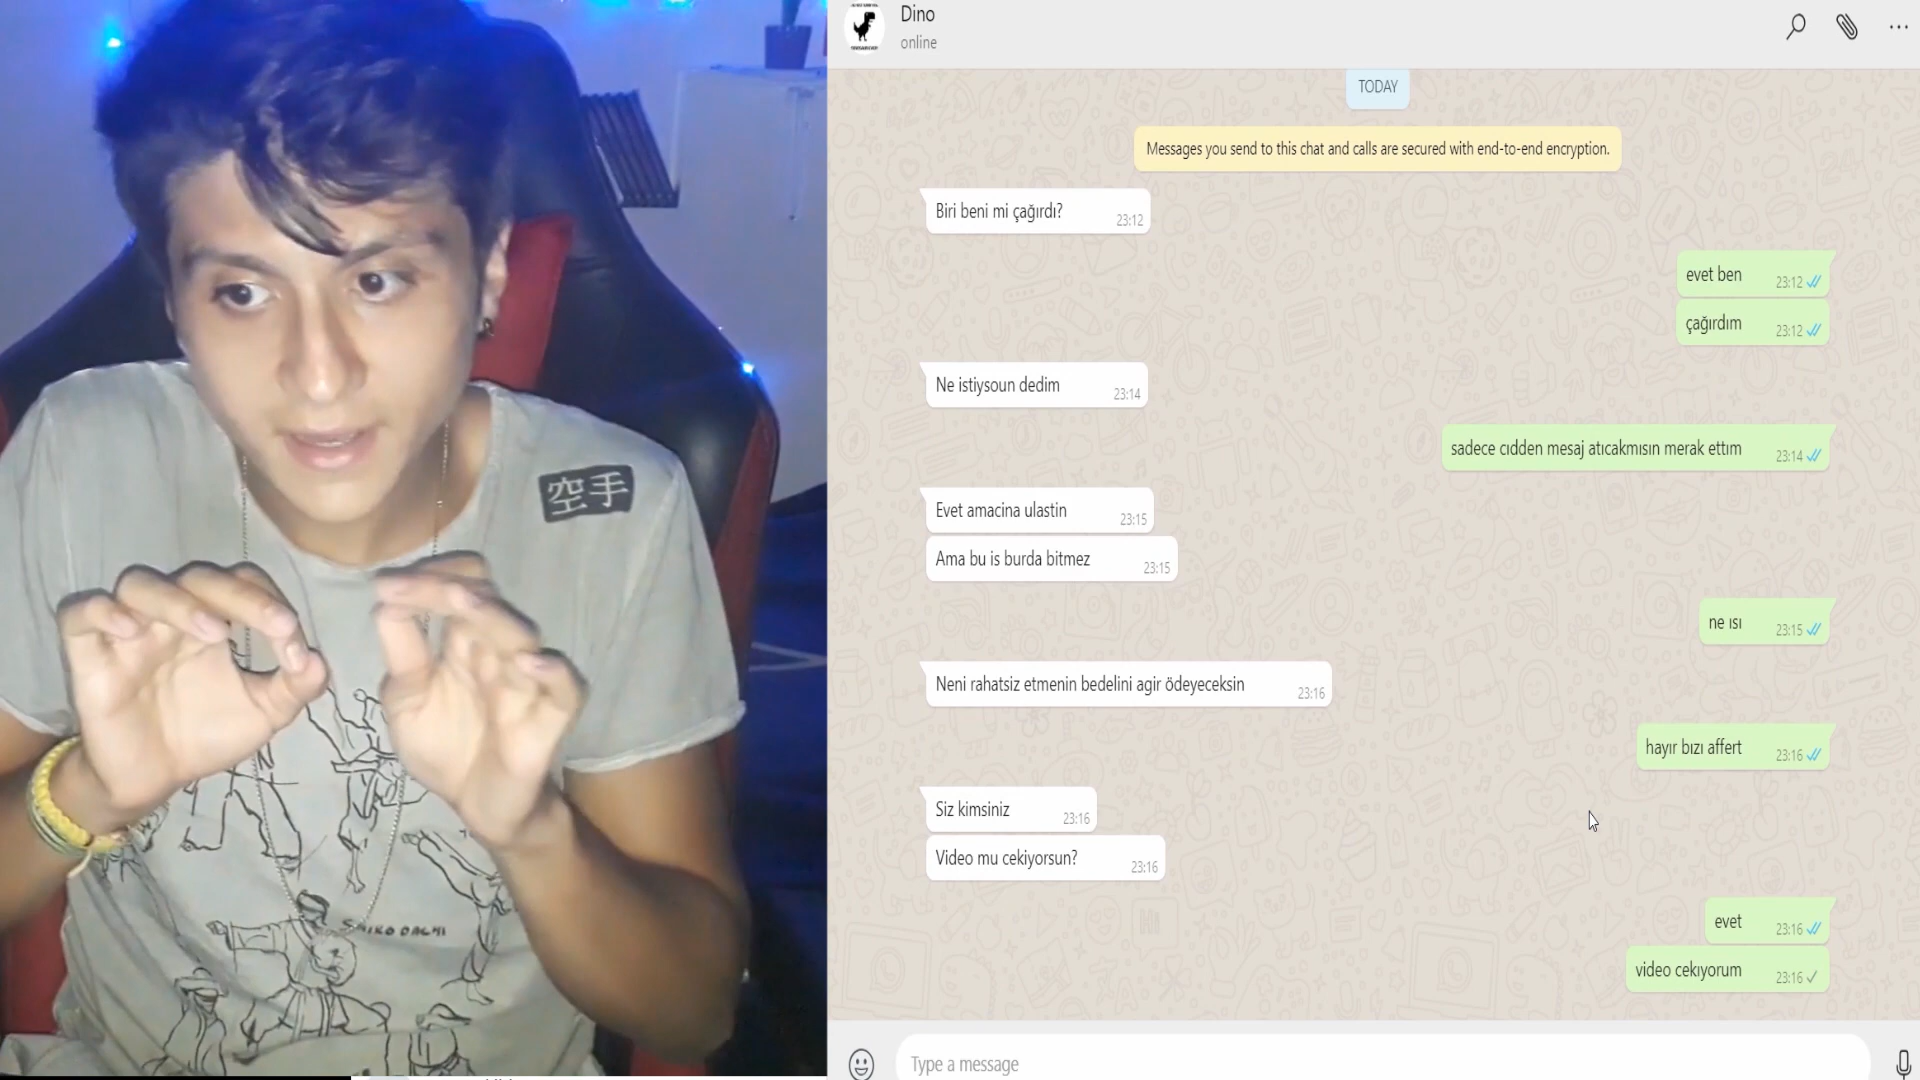 Dino
online
TODAY
Messages you send to this chat and calls are secured with end-to-end encryption.
Biri beni mi çağırdı?
23:12
evet ben
23:12
çağırdım
23:12
Ne istiysoun dedim
23:14
sadece cıdden mesaj atıcakmısın merak ettım
23:14
Evet amacina ulastin
23:15
Ama bu is burda bitmez
23:15
ne ısı
23:15
Neni rahatsiz etmenin bedelini agir ödeyeceksin
23:16
hayır bızı affert
23:16
Siz kimsiniz
23:16
Video mu cekiyorsun?
23:16
evet
23:16
video cekıyorum
23:16
Type a message
空手